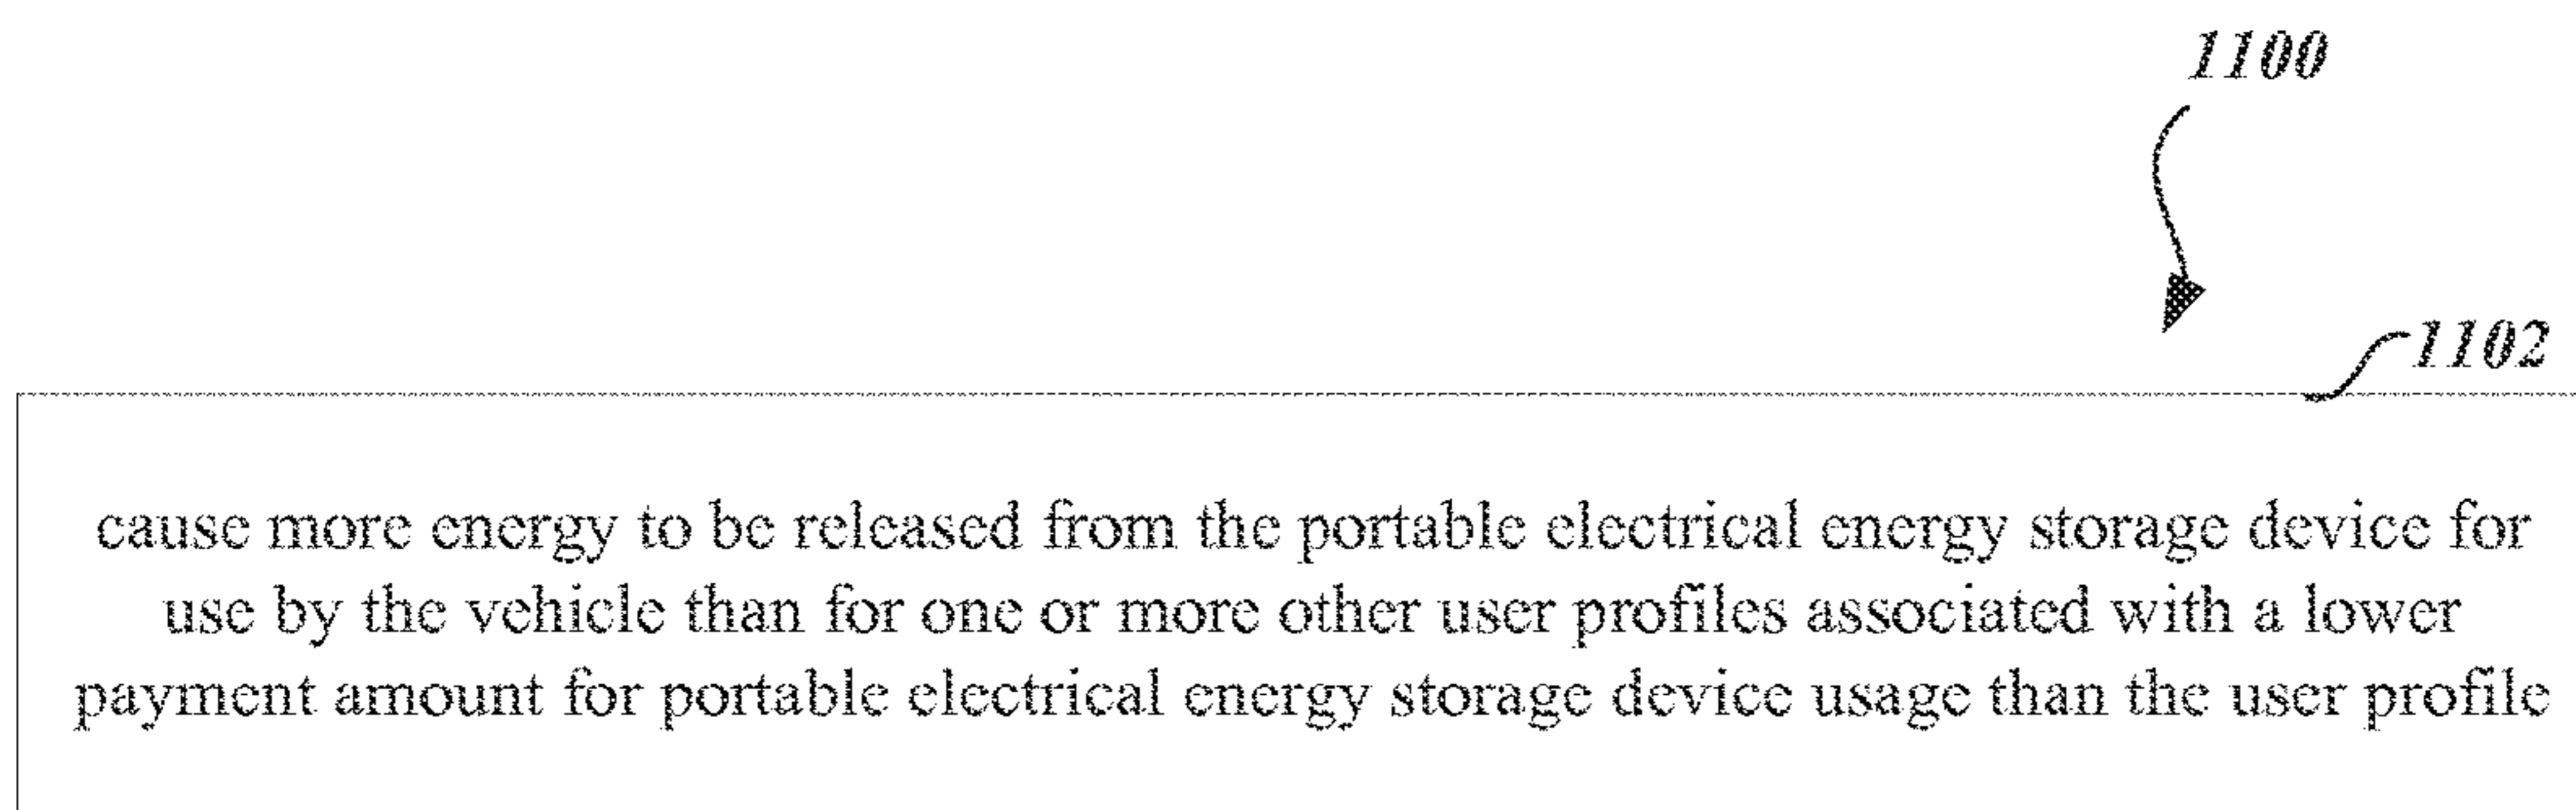 1100
1102
cause more energy to be released from the portable electrical energy storage device for
use by the vehicle than for one or more other user profiles associated with a lower
payment amount for portable electrical energy storage device usage than the user profile